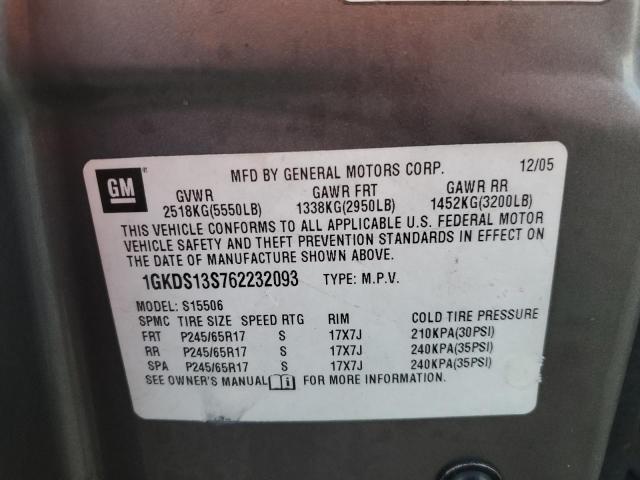 GM MFD BY GENERAL MOTORS CORP. 12/05
GVWR GAWR FRT GAWR RR
2518KG(5550LB) 1338KG(2950LB) 1452KG(3200LB)
THIS VEHICLE CONFORMS TO ALL APPLICABLE U.S. FEDERAL MOTOR
VEHICLE SAFETY AND THEFT PREVENTION STANDARDS IN EFFECT ON
THE DATE OF MANUFACTURE SHOWN ABOVE.
1GKDS13S762232093 TYPE: M.P.V.
MODEL: S15506
SPMC TIRE SIZE SPEED RTG RIM COLD TIRE PRESSURE
FRT P245/65R17 S 17X7J 210KPA(30PSI)
RR P245/65R17 S 17X7J 240KPA(35PSI)
SPA P245/65R17 S 17X7J 240KPA(35PSI)
SEE OWNER'S MANUAL FOR MORE INFORMATION.